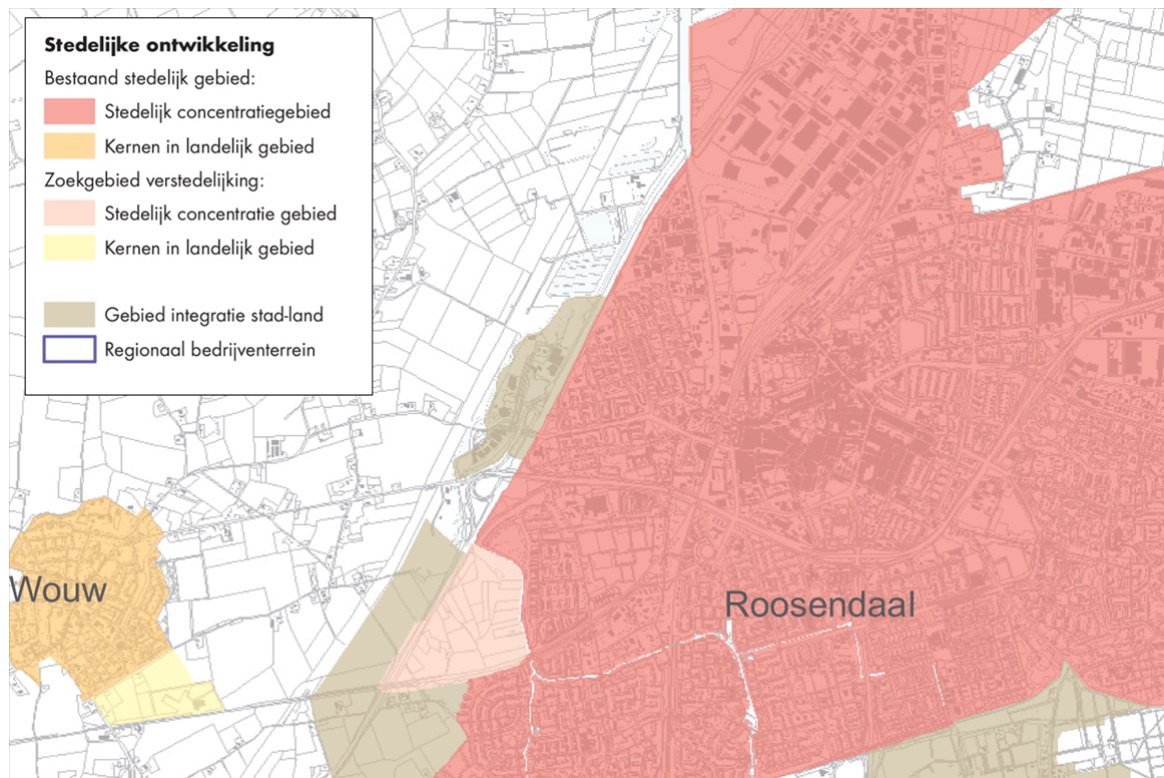 Stedelijke ontwikkeling
Bestaand stedelijk gebied:
Stedelijk concentratiegebied
Kernen in landelijk gebied
Zoekgebied verstedelijking:
Stedelijk concentratie gebied
Kernen in landelijk gebied
Gebied integratie stad-land
Regionaal bedrijventerrein
Wouw
Roosendaal